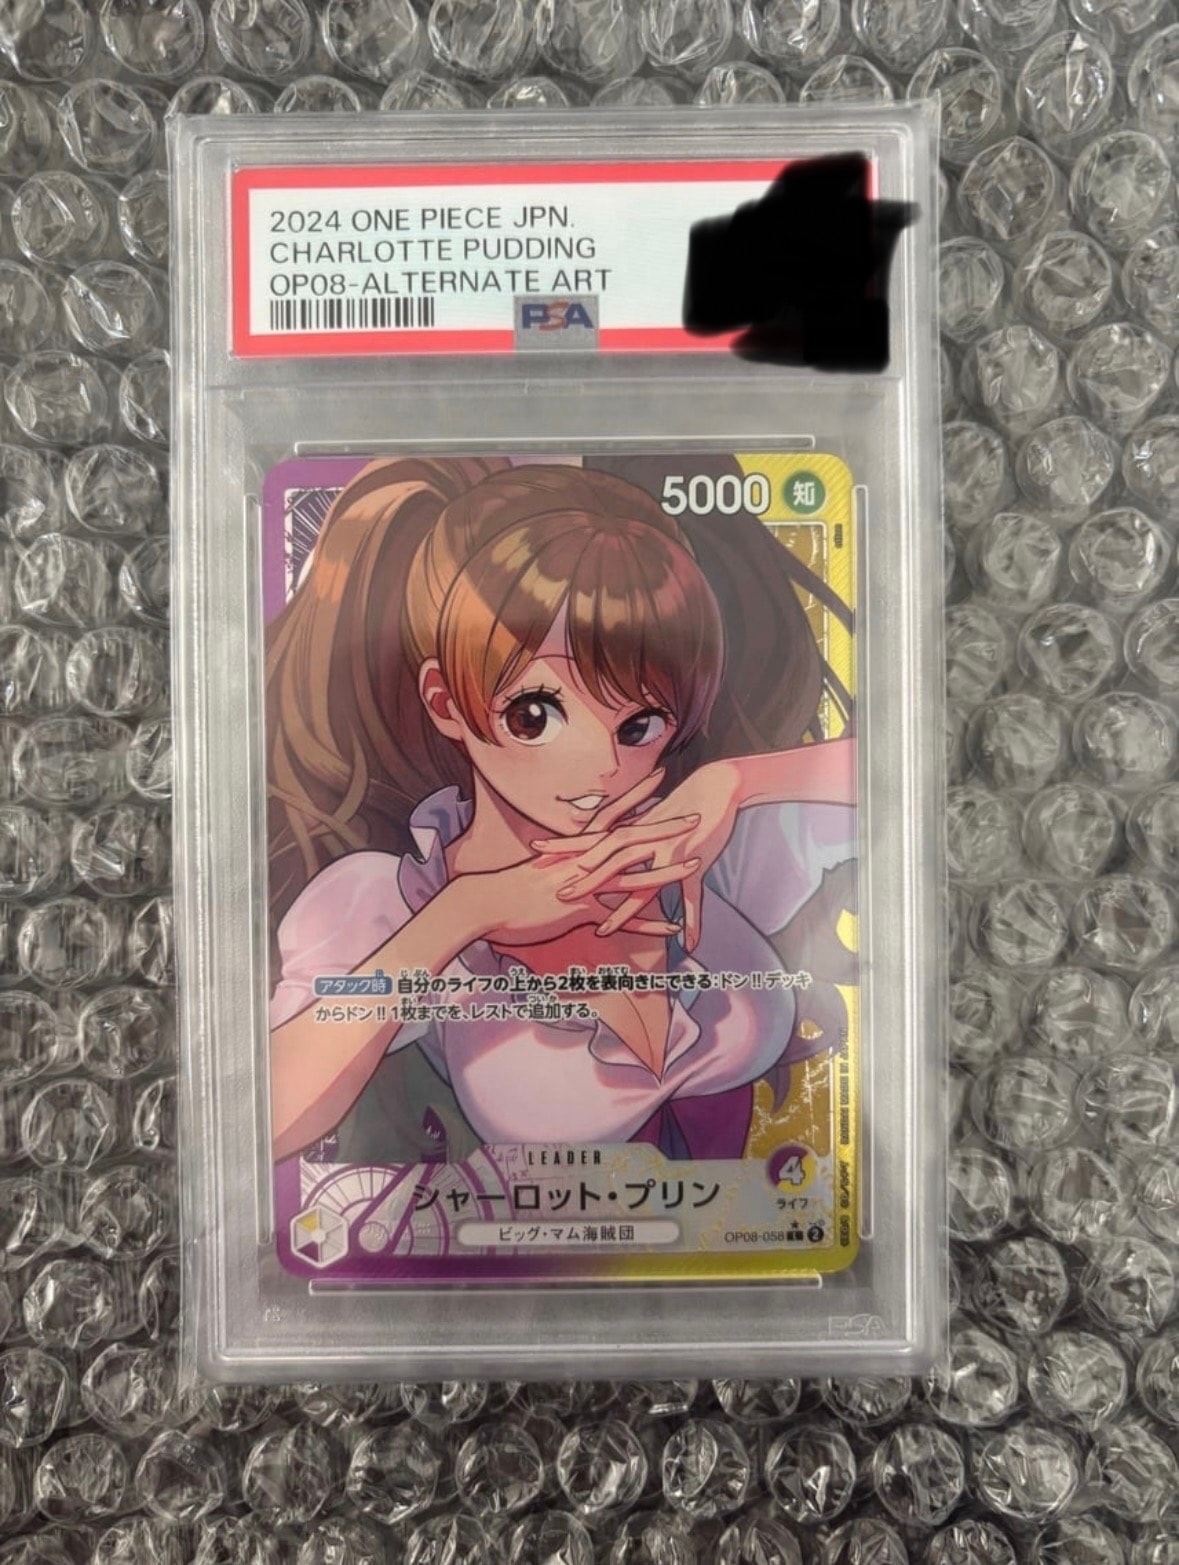 2024 ONE PIECE JPN.
CHARLOTTE PUDDING
OP08-ALTERNATE ART
PSA
5000 知
アタック時 自分のライフの上から2枚を表向きにできる:ドン!!デッキ
からドン!!1枚までを、レストで追加する。
LEADER
シャーロット・プリン
4
ライフ
ビッグ・マム海賊団
OP08-058 L 2
PSA